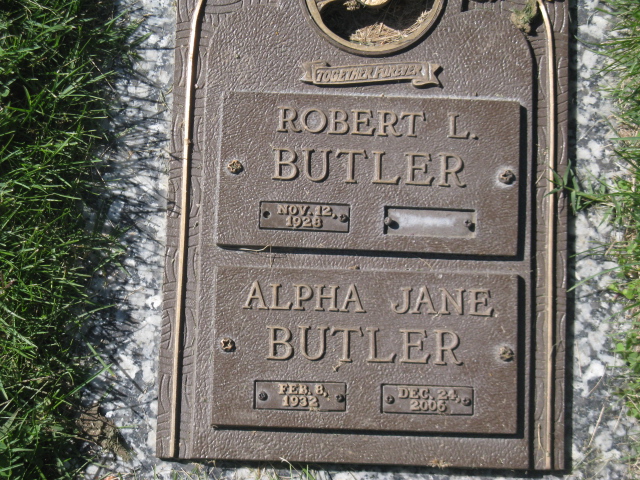 TOGETHER FOREVER
ROBERT L.
BUTLER
NOV. 12,
1928
ALPHA JANE
BUTLER
FEB. 8,
1932
DEC. 24,
2006